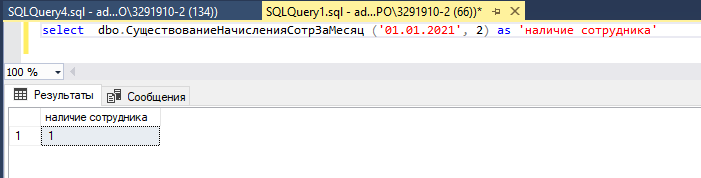 SQLQuery4.sql - ad...O\3291910-2 (134))
SQLQuery1.sql - ad...PO\3291910-2 (66))*
select dbo.СуществованиеНачисленияСотрЗаМесяц ('01.01.2021', 2) as 'наличие сотрудника'
100 %
Результаты
Сообщения
наличие сотрудника
1
1